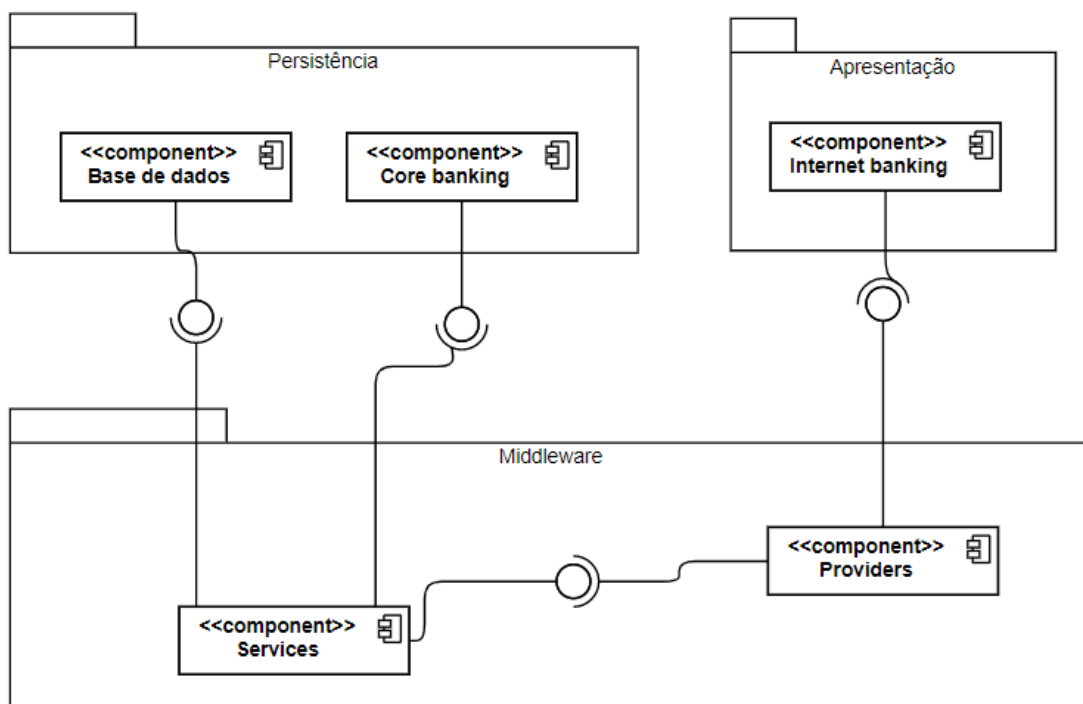 Persistência
<<component>>
Base de dados
<<component>>
Core banking
Apresentação
<<component>>
Internet banking
Middleware
<<component>>
Providers
<<component>>
Services